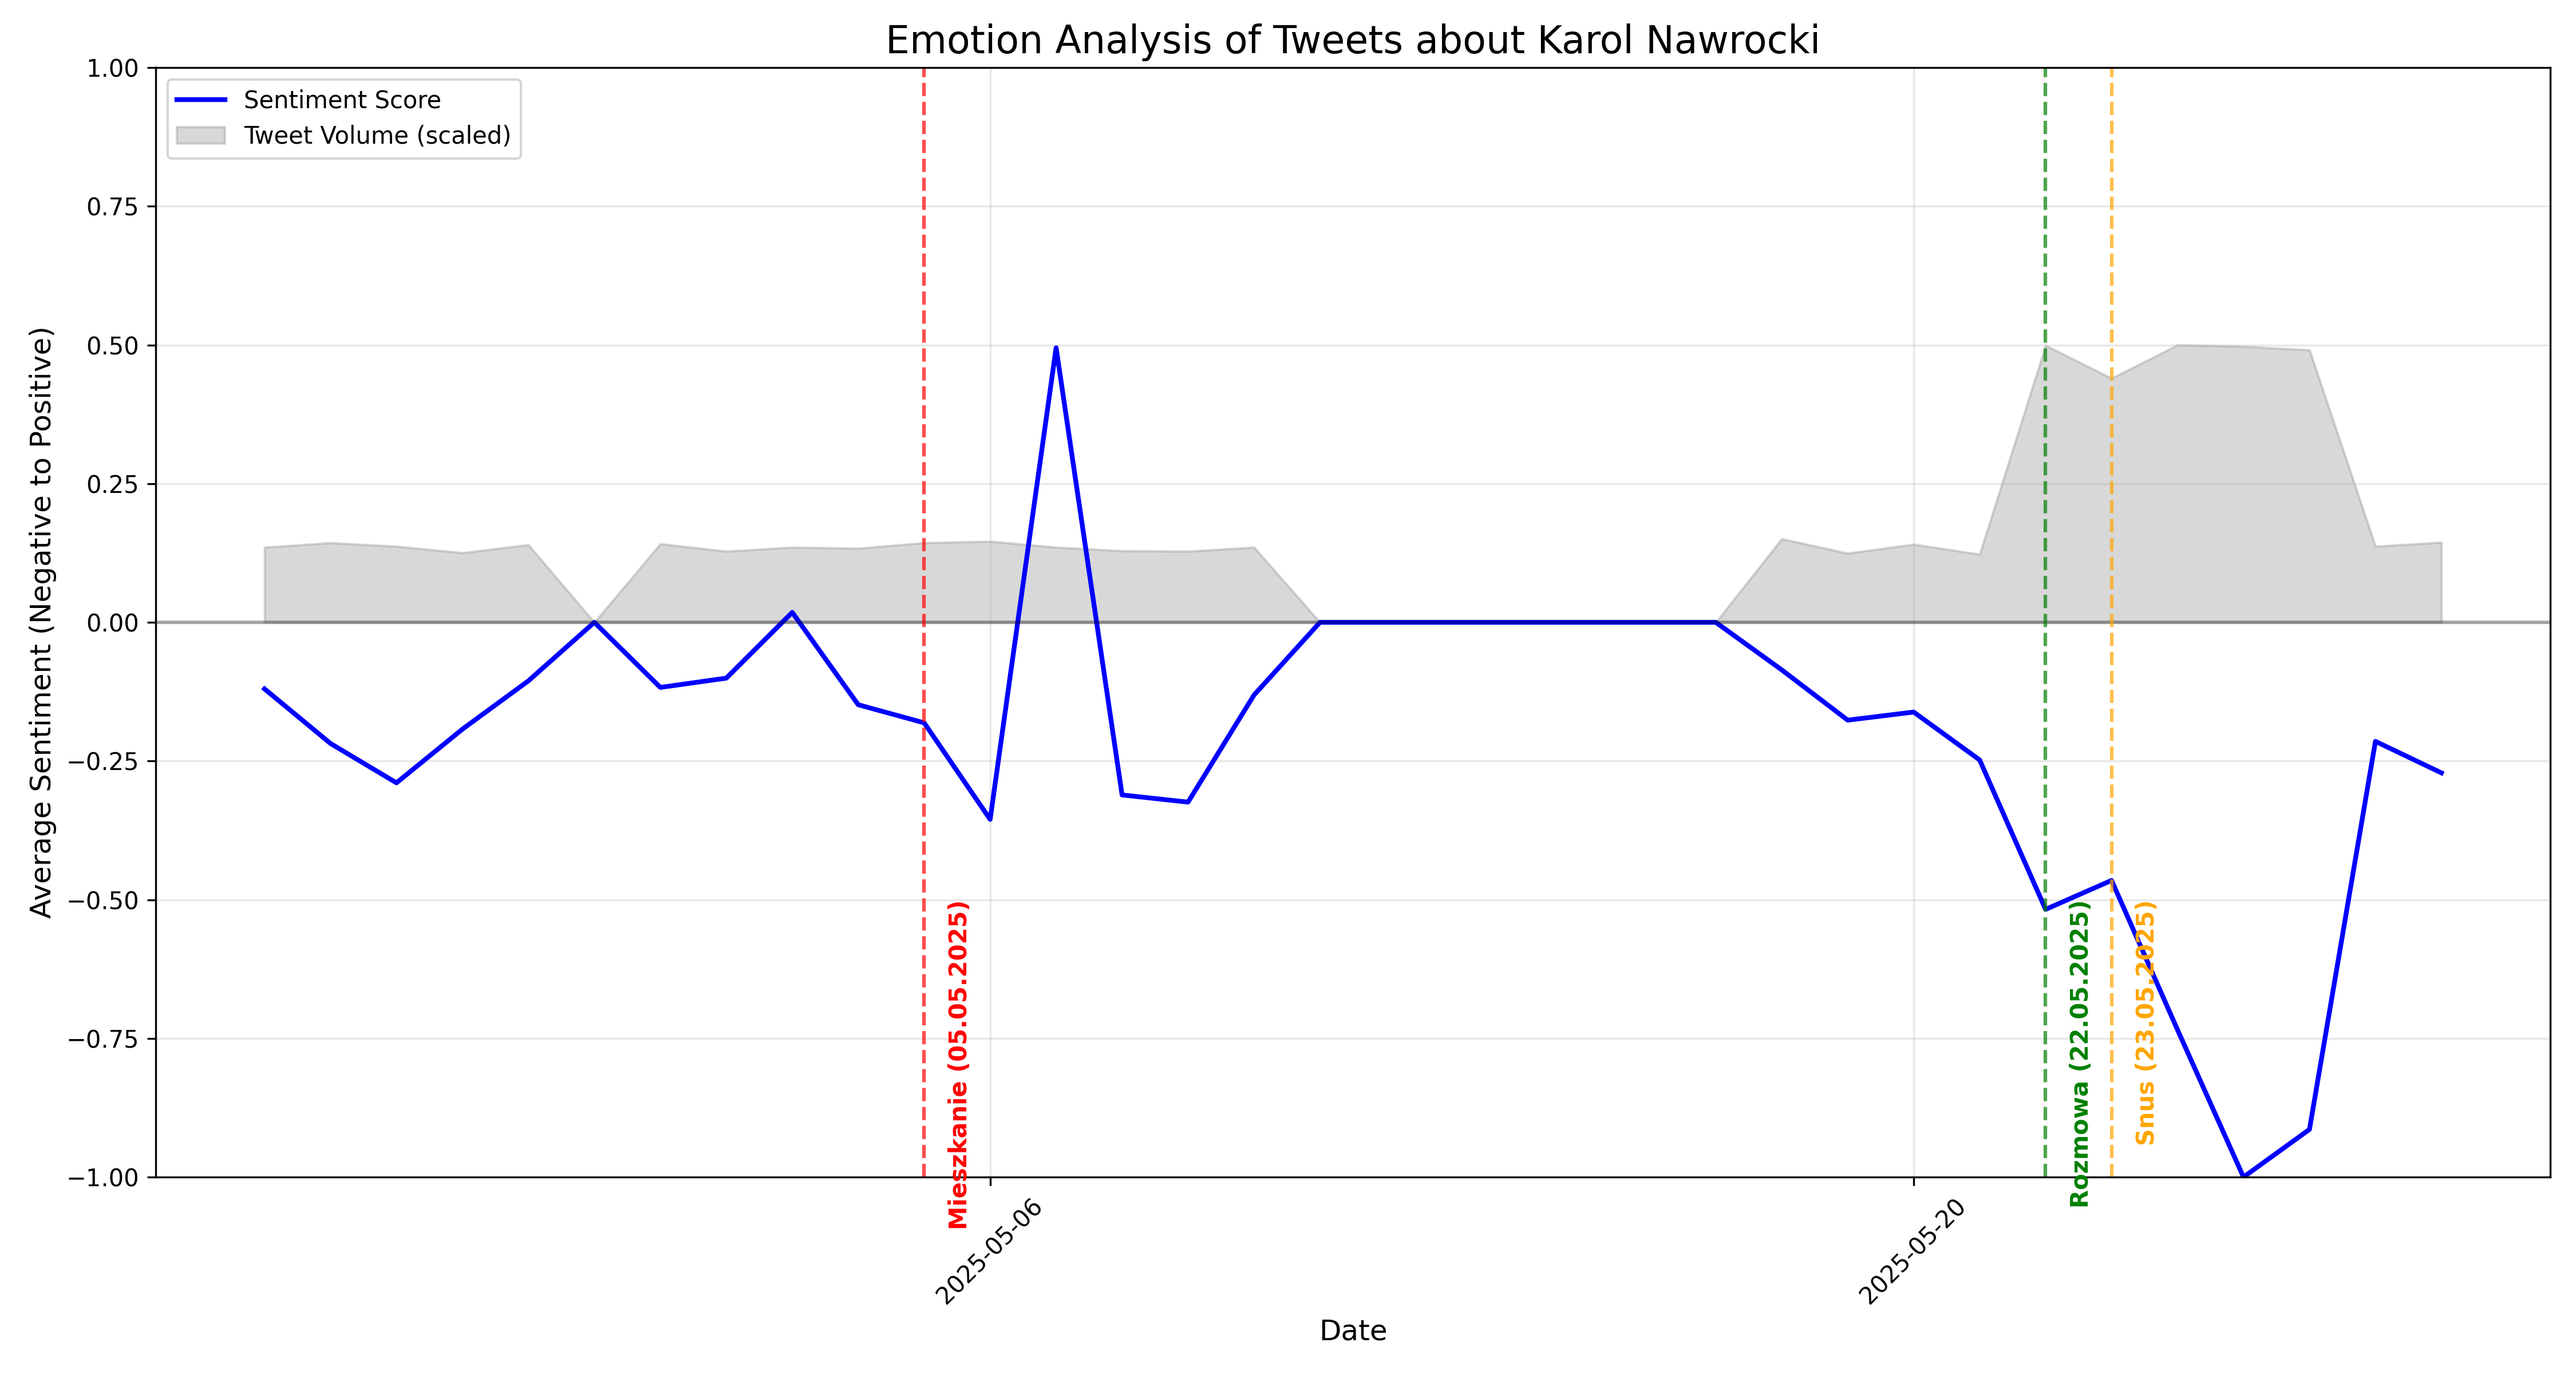 Emotion Analysis of Tweets about Karol Nawrocki
Sentiment Score
Tweet Volume (scaled)
Average Sentiment (Negative to Positive)
1.00
0.75
0.50
0.25
0.00
−0.25
−0.50
−0.75
−1.00
Mieszkanie (05.05.2025)
Rozmowa (22.05.2025)
Snus (23.05.2025)
2025-05-06
2025-05-20
Date